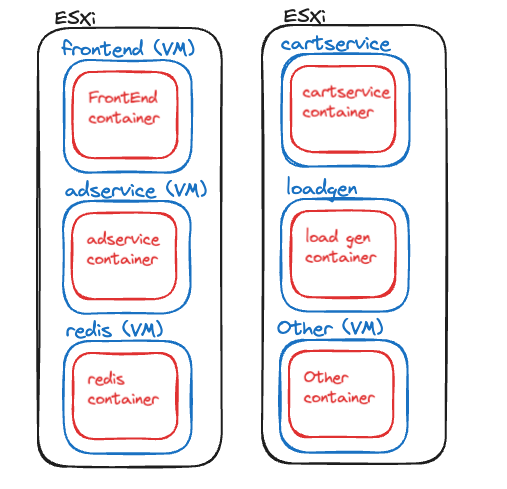 ESXi
frontend (VM)
FrontEnd
container
adservice (VM)
adservice
container
redis (VM)
redis
container
ESXi
cartservice
cartservice
container
loadgen
load gen
container
Other (VM)
Other
container